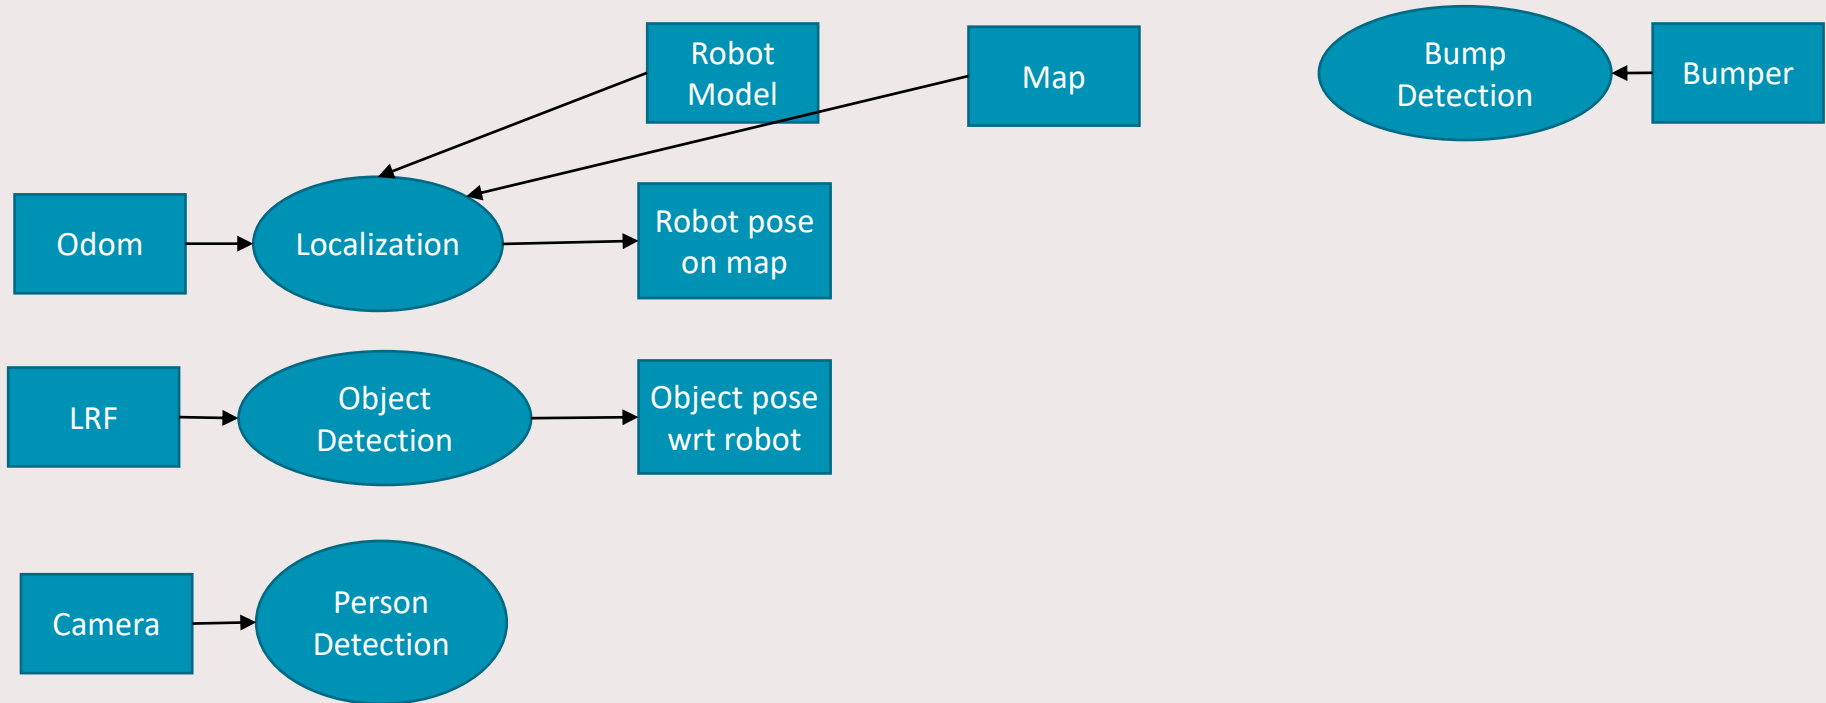 Robot
Model
Map
Bump
Detection
Bumper
Odom
Localization
Robot pose
on map
LRF
Object
Detection
Object pose
wrt robot
Camera
Person
Detection